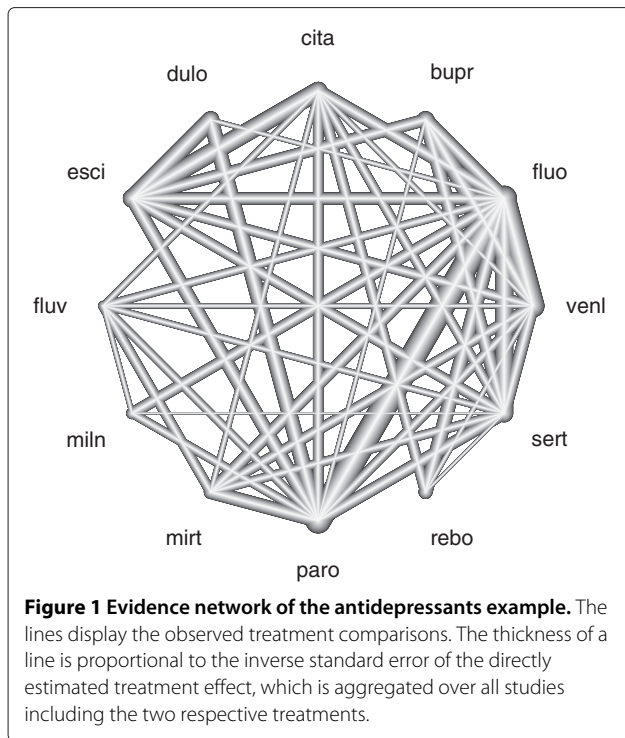 cita
dulo
bupr
esci
fluo
fluv
venl
miln
sert
mirt
rebo
paro
Figure 1 Evidence network of the antidepressants example. The
lines display the observed treatment comparisons. The thickness of a
line is proportional to the inverse standard error of the directly
estimated treatment effect, which is aggregated over all studies
including the two respective treatments.